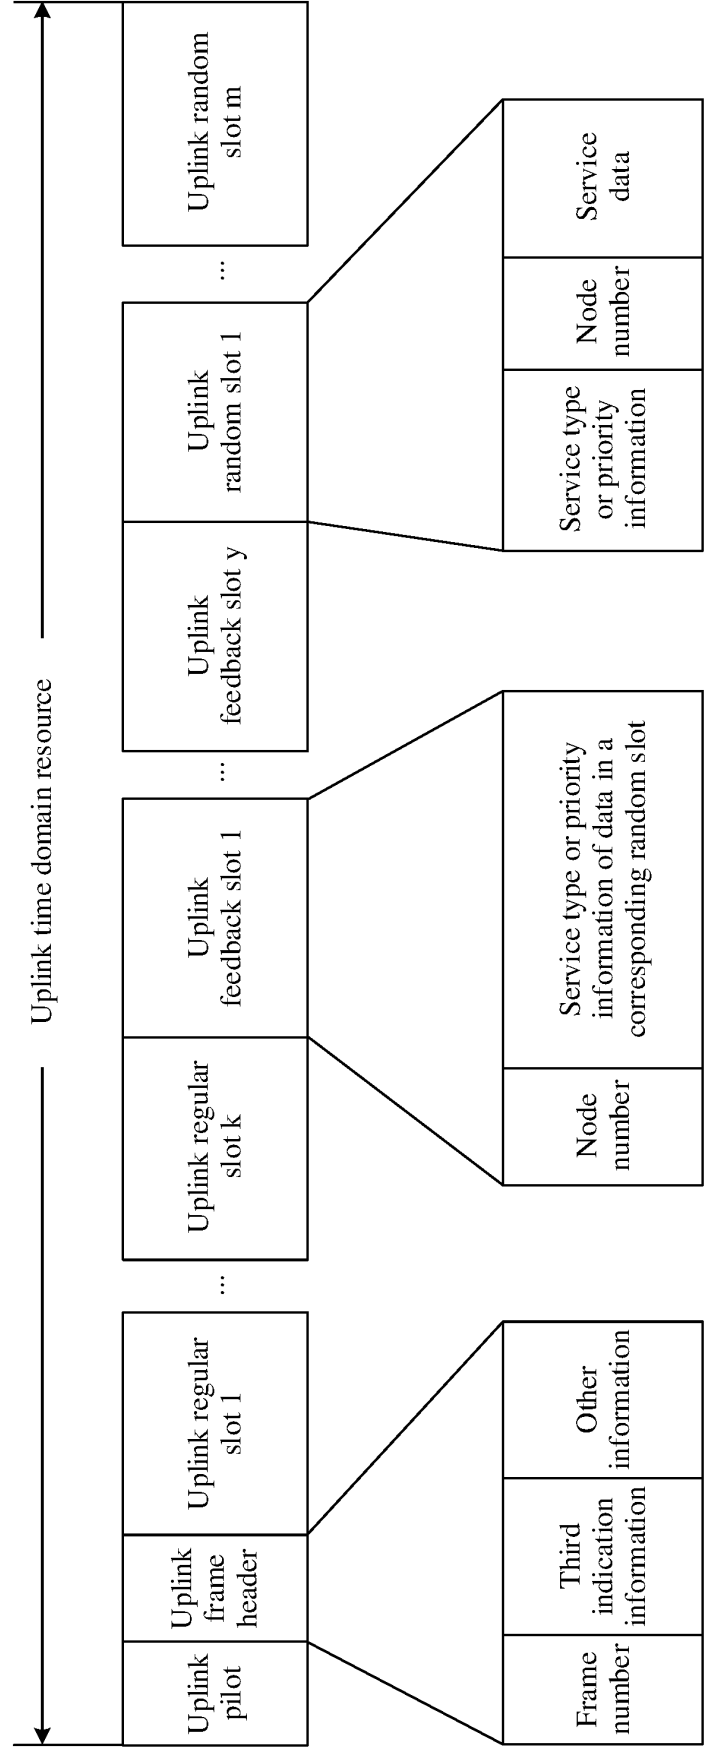 Uplink time domain resource
Uplink
pilot
Uplink
frame
header
Uplink regular
slot 1
...
Uplink regular
slot k
Uplink
feedback slot 1
...
Uplink
feedback slot y
Uplink
random slot 1
...
Uplink random
slot m
Frame
number
Third
indication
information
Other
information
Node
number
Service type or priority
information of data in a
corresponding random slot
Service type
or priority
information
Node
number
Service
data